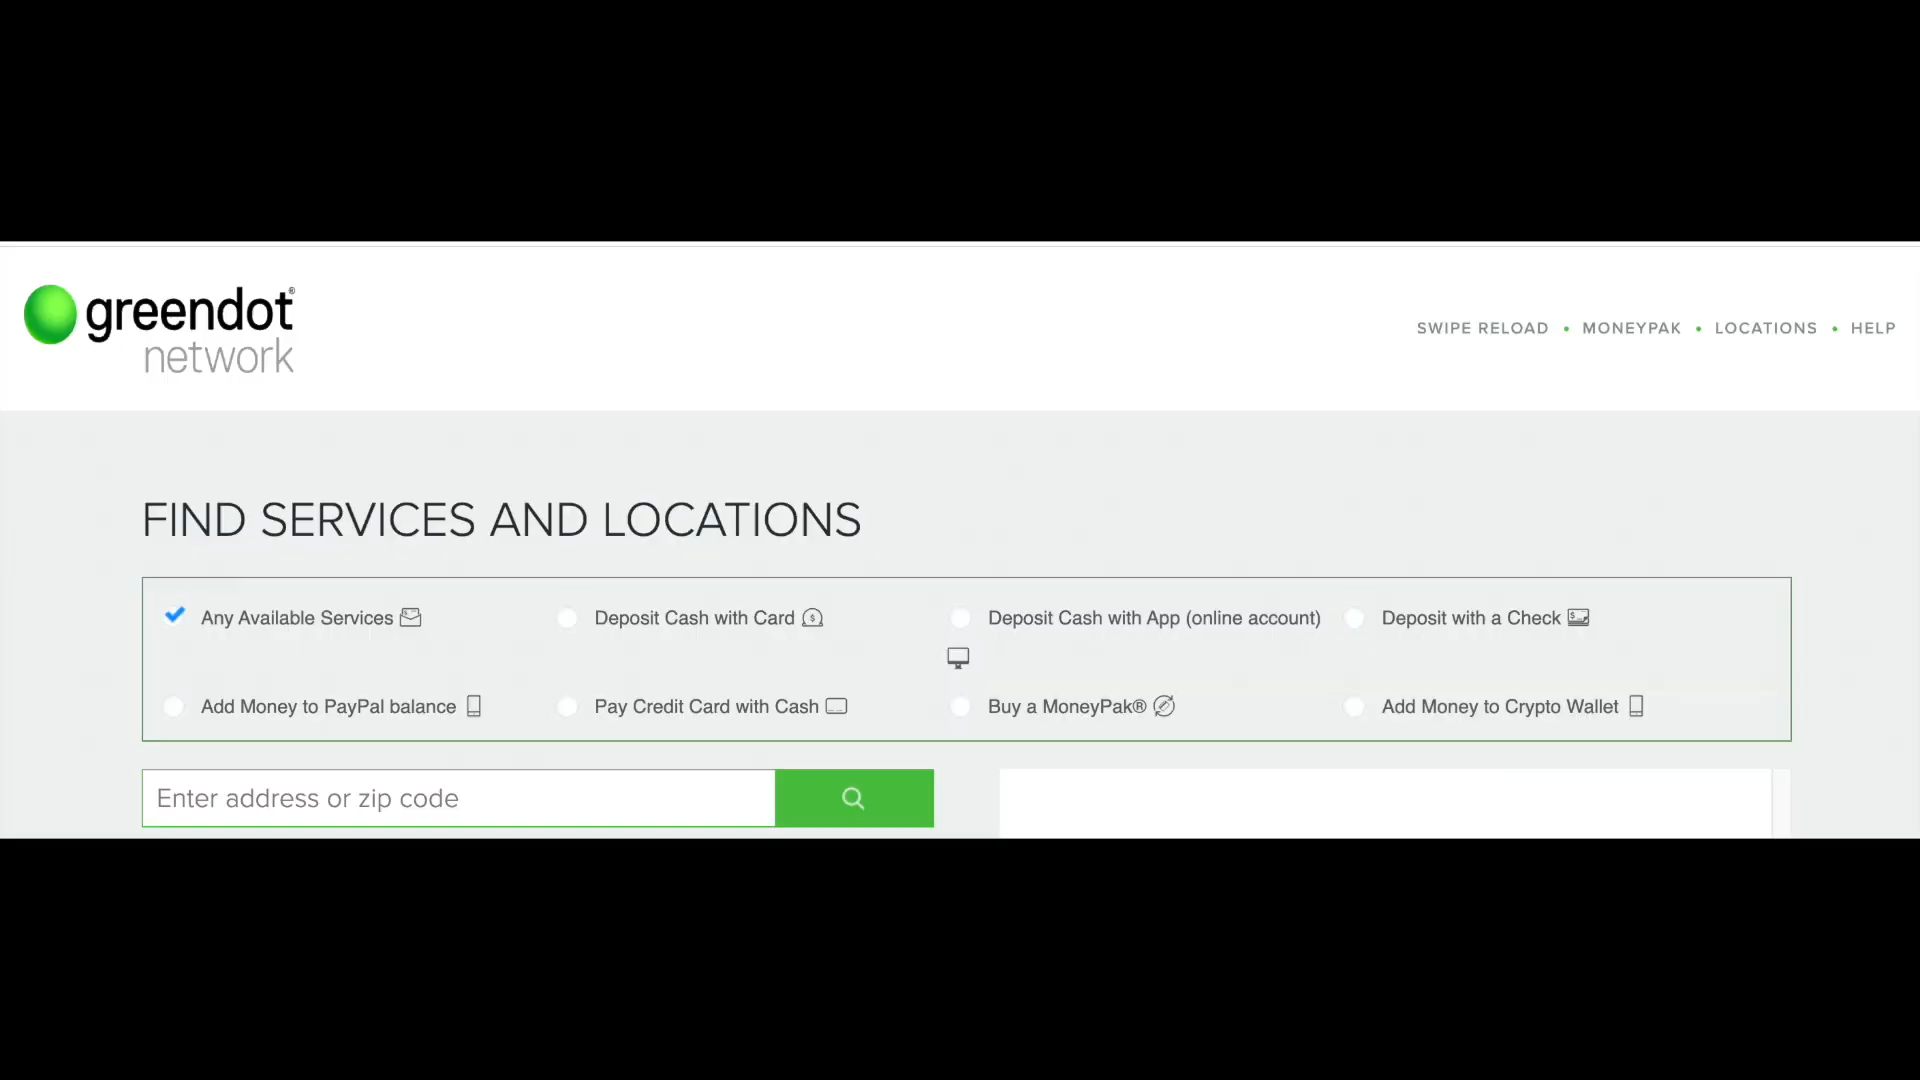 greendot®
network
SWIPE RELOAD • MONEYPAK • LOCATIONS • HELP
FIND SERVICES AND LOCATIONS
Any Available Services
Deposit Cash with Card
Deposit Cash with App (online account)
Deposit with a Check
Add Money to PayPal balance
Pay Credit Card with Cash
Buy a MoneyPak®
Add Money to Crypto Wallet
Enter address or zip code